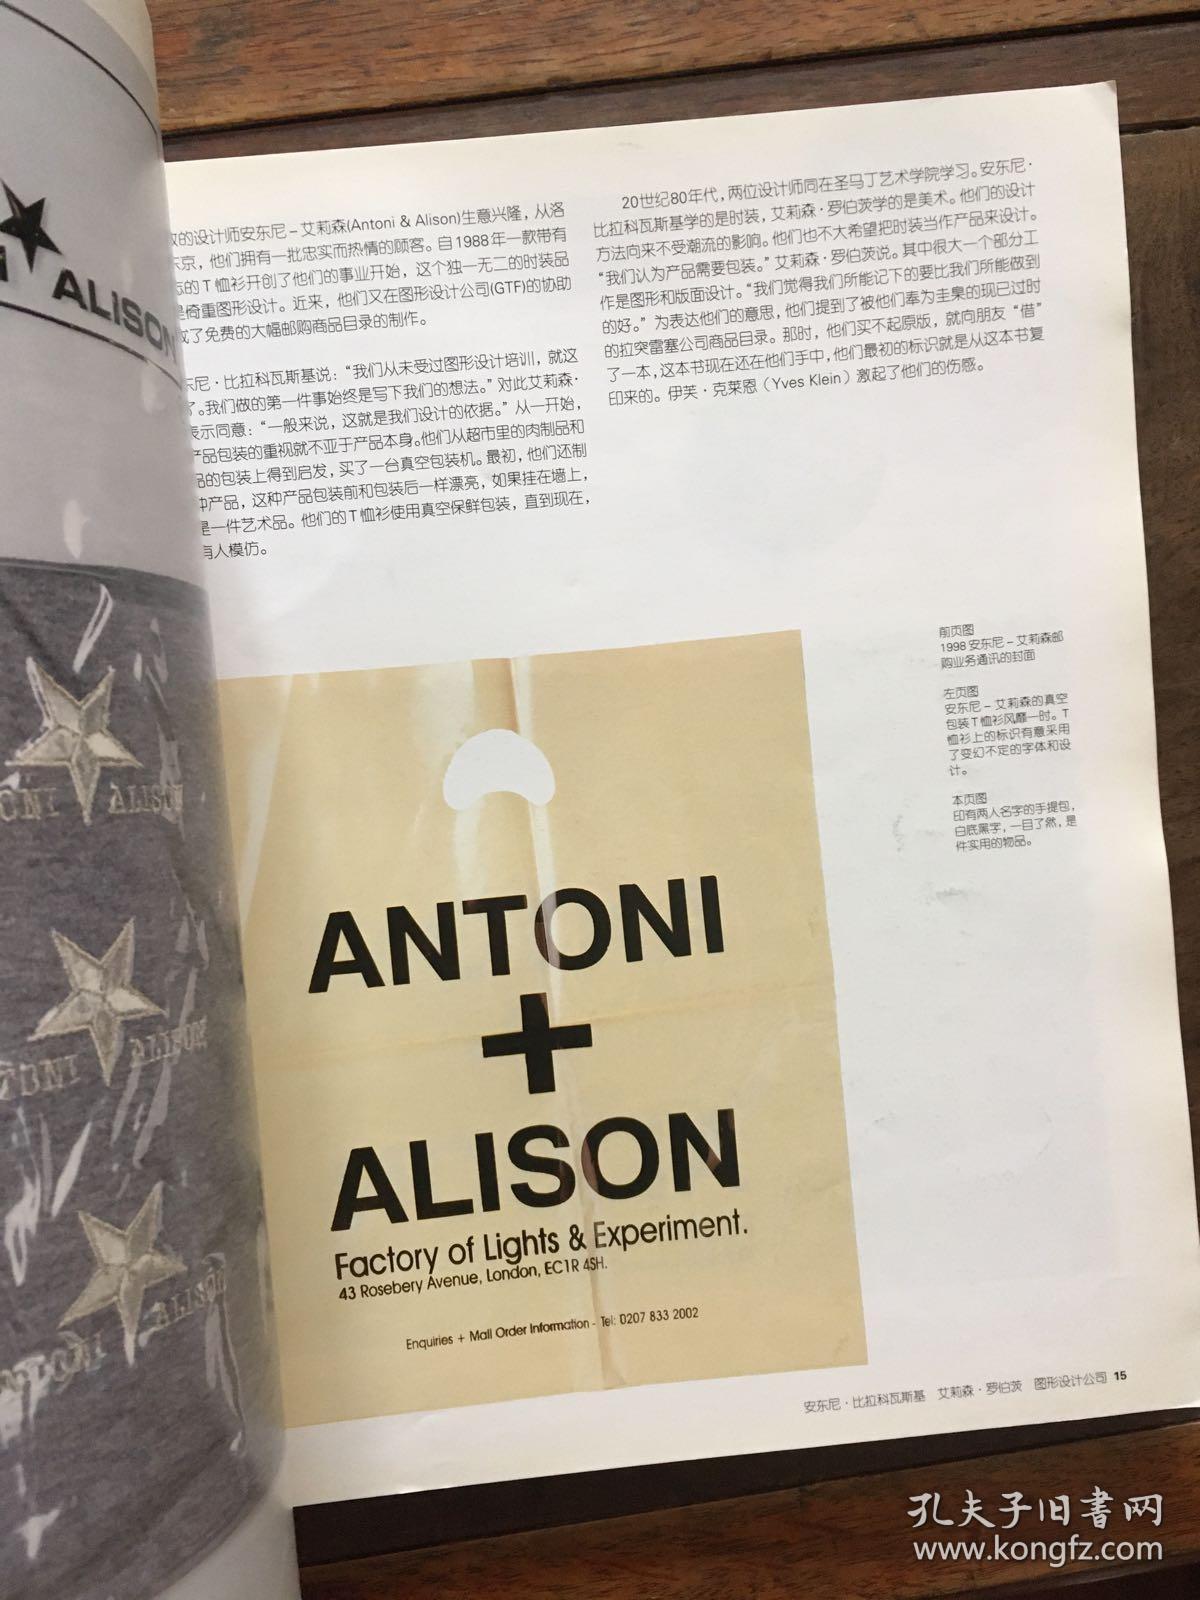 ALISON
的设计师安东尼－艾莉森(Antoni & Alison)生意兴隆，从洛
东京，他们拥有一批忠实而热情的顾客。自1988年一款带有
的T恤衫开创了他们的事业开始，这个独一无二的时装品
是倚重图形设计。近来，他们又在图形设计公司(GTF)的协助
成了免费的大幅邮购商品目录的制作。
东尼·比拉科瓦斯基说：“我们从未受过图形设计培训，就这
了。我们做的第一件事始终是写下我们的想法。”对此艾莉森·
表示同意：“一般来说，这就是我们设计的依据。”从一开始，
产品包装的重视就不亚于产品本身。他们从超市里的肉制品和
品的包装上得到启发，买了一台真空包装机。最初，他们还制
种产品，这种产品包装前和包装后一样漂亮，如果挂在墙上，
是一件艺术品。他们的T恤衫使用真空保鲜包装，直到现在，
有人模仿。
20世纪80年代，两位设计师同在圣马丁艺术学院学习。安东尼·
比拉科瓦斯基学的是时装，艾莉森·罗伯茨学的是美术。他们的设计
方法向来不受潮流的影响。他们也不大希望把时装当作产品来设计。
“我们认为产品需要包装。”艾莉森·罗伯茨说。其中很大一个部分工
作是图形和版面设计。“我们觉得我们所能记下的要比我们所能做到
的好。”为表达他们的意思，他们提到了被他们奉为圭臬的现已过时
的拉突雷塞公司商品目录。那时，他们买不起原版，就向朋友“借”
了一本，这本书现在还在他们手中，他们最初的标识就是从这本书复
印来的。伊芙·克莱恩（Yves Klein）激起了他们的伤感。
前页图
1998安东尼－艾莉森邮
购业务通讯的封面
左页图
安东尼－艾莉森的真空
包装T恤衫风靡一时。T
恤衫上的标识有意采用
了变幻不定的字体和设
计。
本页图
印有两人名字的手提包，
白底黑字，一目了然，是
件实用的物品。
ALISON
ALISON
ALISON
ANTONI
+
ALISON
Factory of Lights & Experiment.
43 Rosebery Avenue, London, EC1R 4SH.
Enquiries + Mail Order Information - Tel: 0207 833 2002
安东尼·比拉科瓦斯基 艾莉森·罗伯茨 图形设计公司 15
孔夫子旧书网
www.kongfz.com